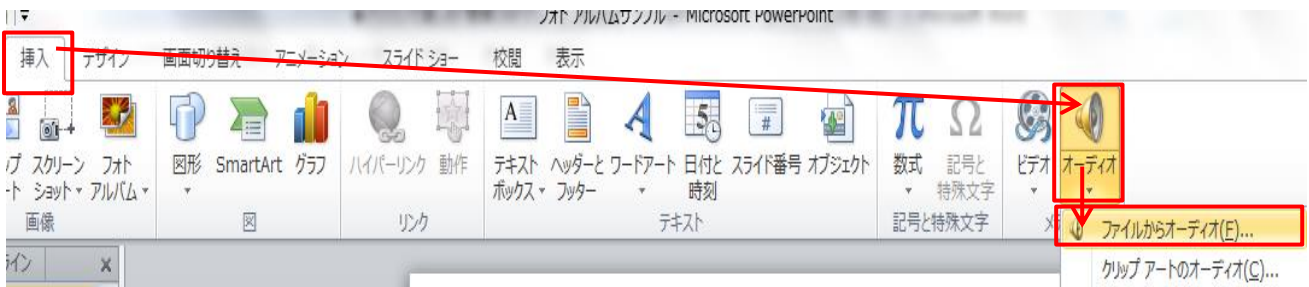 フォト アルバムサンプル - Microsoft PowerPoint
挿入 デザイン 画面切り替え アニメーション スライド ショー 校閲 表示
スクリーン フォト 図形 SmartArt グラフ ハイパーリンク 動作 テキスト ヘッダーと ワードアート 日付と スライド番号 オブジェクト 数式 記号と ビデオ オーディオ
ショット アルバム ボックス フッター 時刻 特殊文字
画像 図 リンク テキスト 記号と特殊文字
ファイルからオーディオ(F)...
クリップ アートのオーディオ(C)...